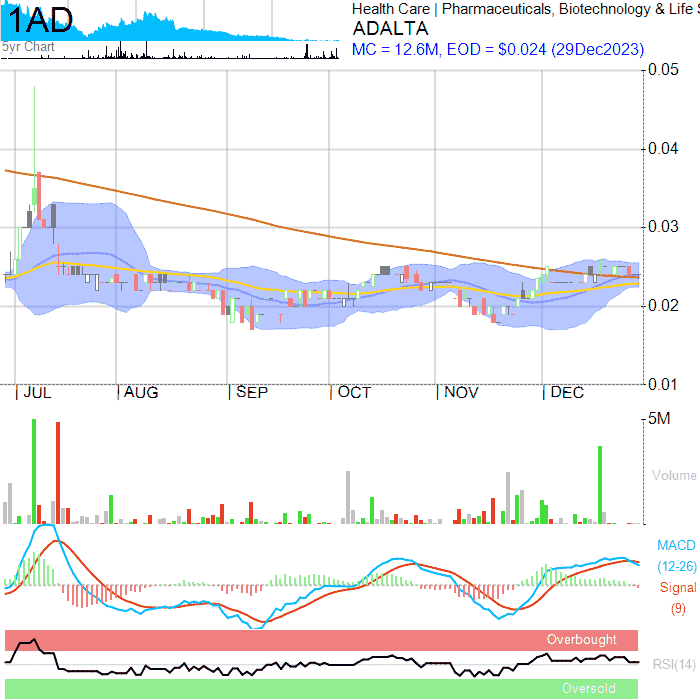 1AD
5yr Chart
Health Care | Pharmaceuticals, Biotechnology & Life S
ADALTA
MC = 12.6M, EOD = $0.024 (29Dec2023)
0.05
0.04
0.03
0.02
0.01
JUL AUG SEP OCT NOV DEC
5M
Volume
MACD
(12-26)
Signal
(9)
Overbought
RSI(14)
Oversold